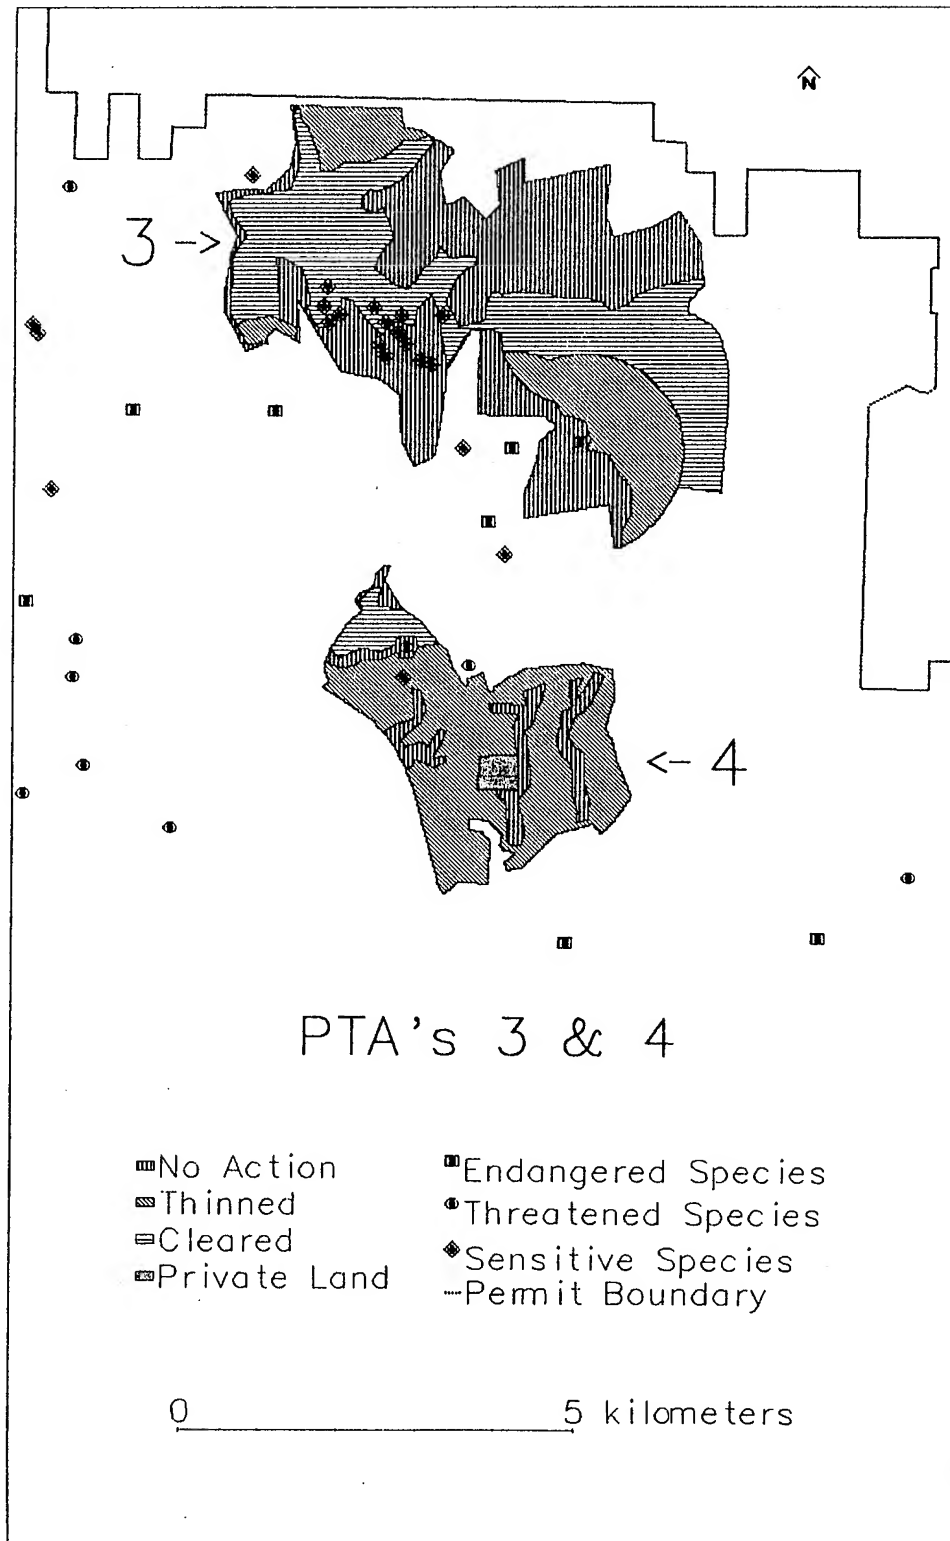 N
3 ->
<- 4
PTA's 3 & 4
No Action
Thinned
Cleared
Private Land
Endangered Species
Threatened Species
Sensitive Species
Permit Boundary
0 5 kilometers